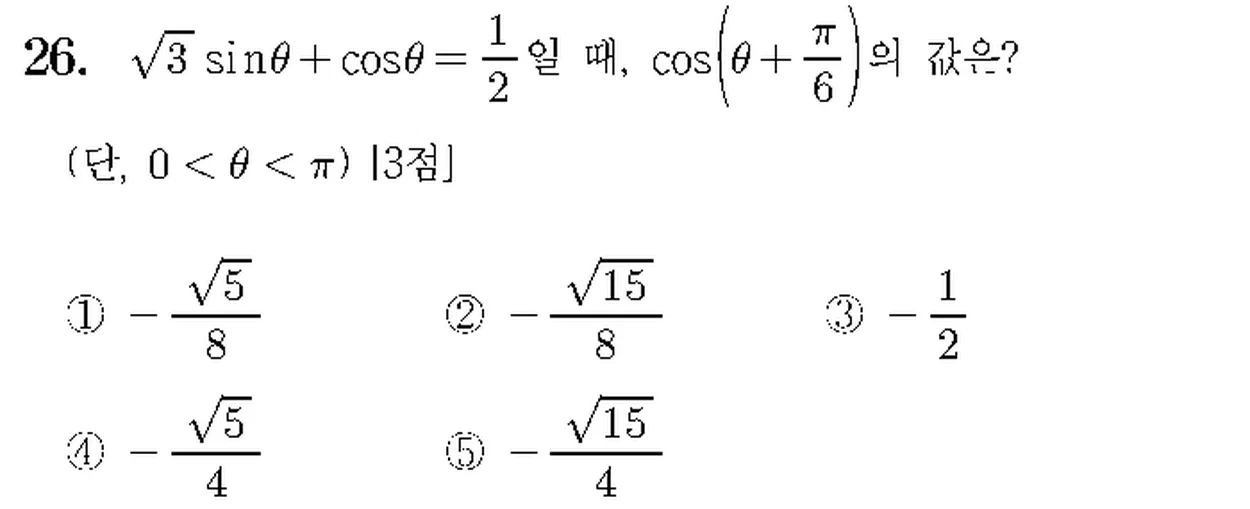 26. √3 sinθ + cosθ = 1/2 일 때, cos(θ + π/6)의 값은?
(단, 0 < θ < π) [3점]
① −√5/8 ② −√15/8 ③ −1/2
④ −√5/4 ⑤ −√15/4